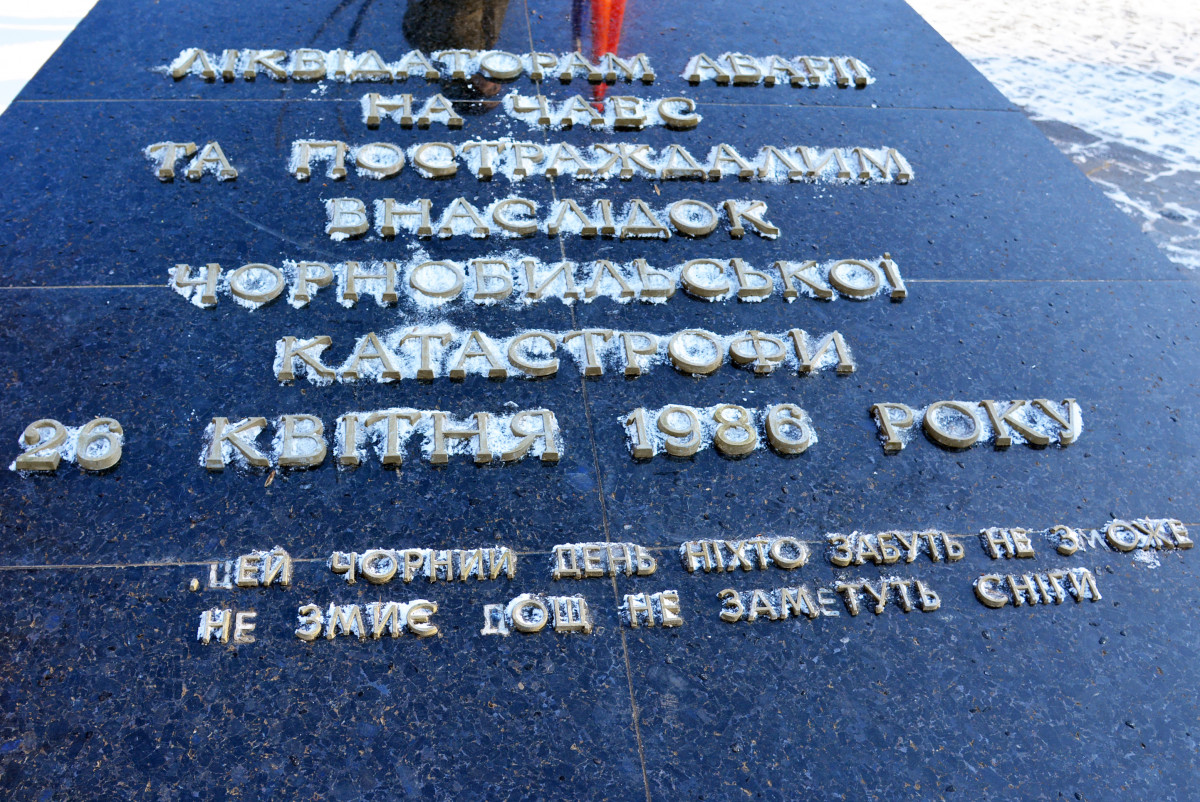 ЛІКВІДАТОРАМ АВАРІЇ
НА ЧАЕС
ТА ПОСТРАЖДАЛИМ
ВНАСЛІДОК
ЧОРНОБИЛЬСЬКОЇ
КАТАСТРОФИ
26 КВІТНЯ 1986 РОКУ
ЦЕЙ ЧОРНИЙ ДЕНЬ НІХТО ЗАБУТЬ НЕ ЗМОЖЕ
НЕ ЗМИЄ ДОЩ НЕ ЗАМЕТУТЬ СНІГИ